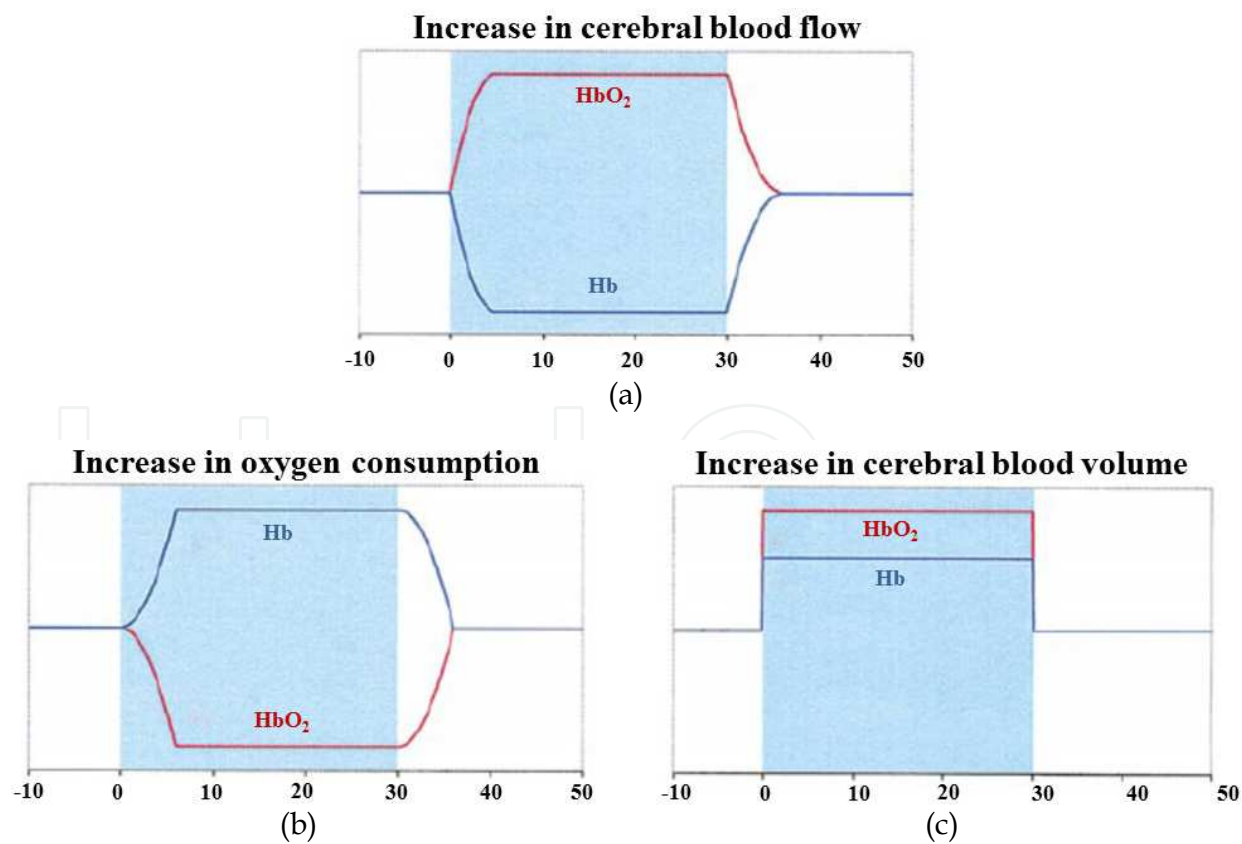 Increase in cerebral blood flow
HbO₂
Hb
-10 0 10 20 30 40 50
(a)
Increase in oxygen consumption
Hb
HbO₂
-10 0 10 20 30 40 50
(b)
Increase in cerebral blood volume
HbO₂
Hb
-10 0 10 20 30 40 50
(c)